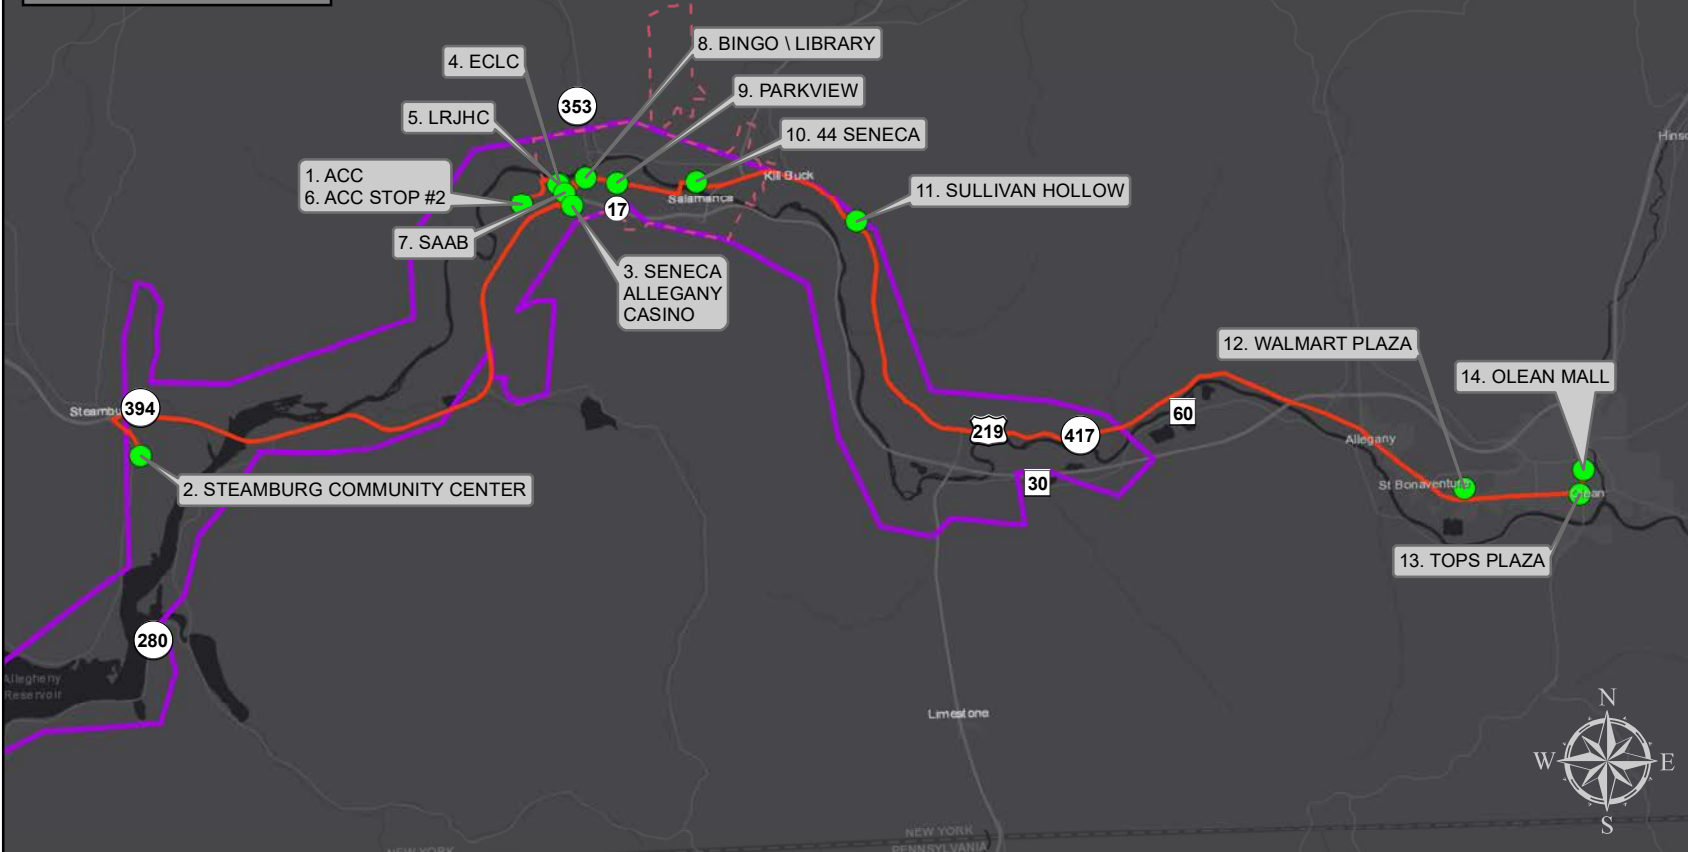 8. BINGO \ LIBRARY
4. ECLC
9. PARKVIEW
353
5. LRJHC
10. 44 SENECA
1. ACC
6. ACC STOP #2
Kill Buck
11. SULLIVAN HOLLOW
Salamanca
17
7. SAAB
3. SENECA
ALLEGANY
CASINO
12. WALMART PLAZA
14. OLEAN MALL
394
60
219
417
Allegany
30
St Bonaventure
2. STEAMBURG COMMUNITY CENTER
13. TOPS PLAZA
280
Allegheny
Reservoir
Limestone
N
W
E
S
NEW YORK
PENNSYLVANIA
NEW YORK